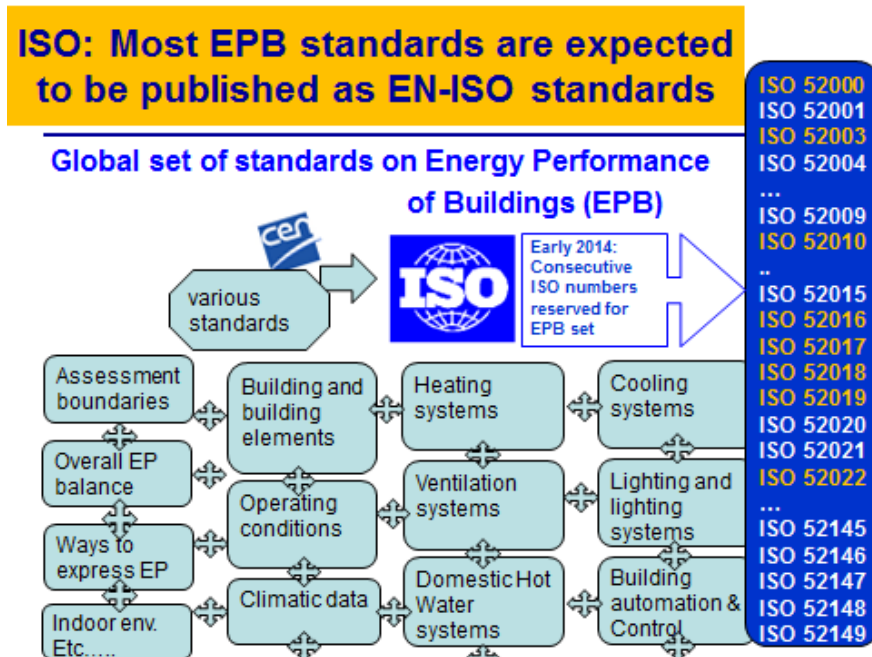 ISO: Most EPB standards are expected
to be published as EN-ISO standards
Global set of standards on Energy Performance
of Buildings (EPB)
cen
various
standards
ISO
Early 2014:
Consecutive
ISO numbers
reserved for
EPB set
Assessment
boundaries
Building and
building
elements
Heating
systems
Cooling
systems
Overall EP
balance
Operating
conditions
Ventilation
systems
Lighting and
lighting
systems
Ways to
express EP
Climatic data
Domestic Hot
Water
systems
Building
automation &
Control
Indoor env.
Etc.....
ISO 52000
ISO 52001
ISO 52003
ISO 52004
...
ISO 52009
ISO 52010
..
ISO 52015
ISO 52016
ISO 52017
ISO 52018
ISO 52019
ISO 52020
ISO 52021
ISO 52022
...
ISO 52145
ISO 52146
ISO 52147
ISO 52148
ISO 52149